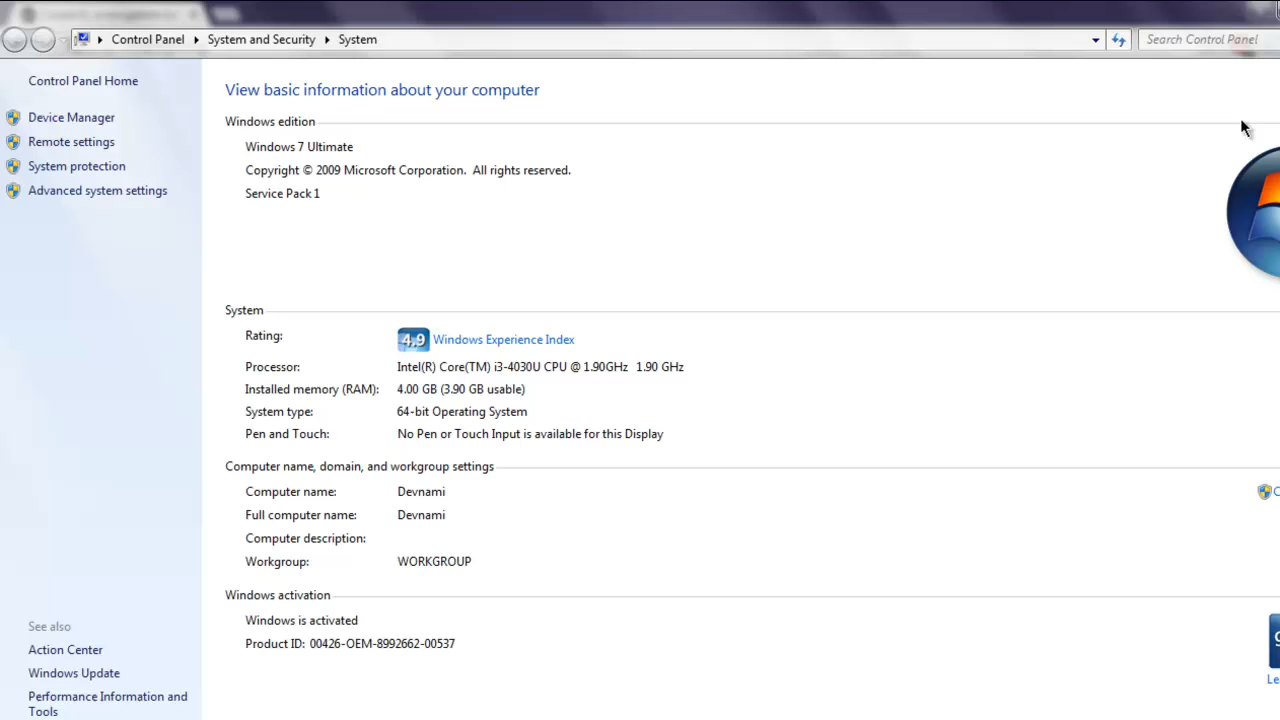 Control Panel System and Security System
Search Control Panel
Control Panel Home
Device Manager
Remote settings
System protection
Advanced system settings
See also
Action Center
Windows Update
Performance Information and
Tools
View basic information about your computer
Windows edition
Windows 7 Ultimate
Copyright © 2009 Microsoft Corporation. All rights reserved.
Service Pack 1
System
Rating: 4.9 Windows Experience Index
Processor: Intel(R) Core(TM) i3-4030U CPU @ 1.90GHz 1.90 GHz
Installed memory (RAM): 4.00 GB (3.90 GB usable)
System type: 64-bit Operating System
Pen and Touch: No Pen or Touch Input is available for this Display
Computer name, domain, and workgroup settings
Computer name: Devnami
Full computer name: Devnami
Computer description:
Workgroup: WORKGROUP
Windows activation
Windows is activated
Product ID: 00426-OEM-8992662-00537